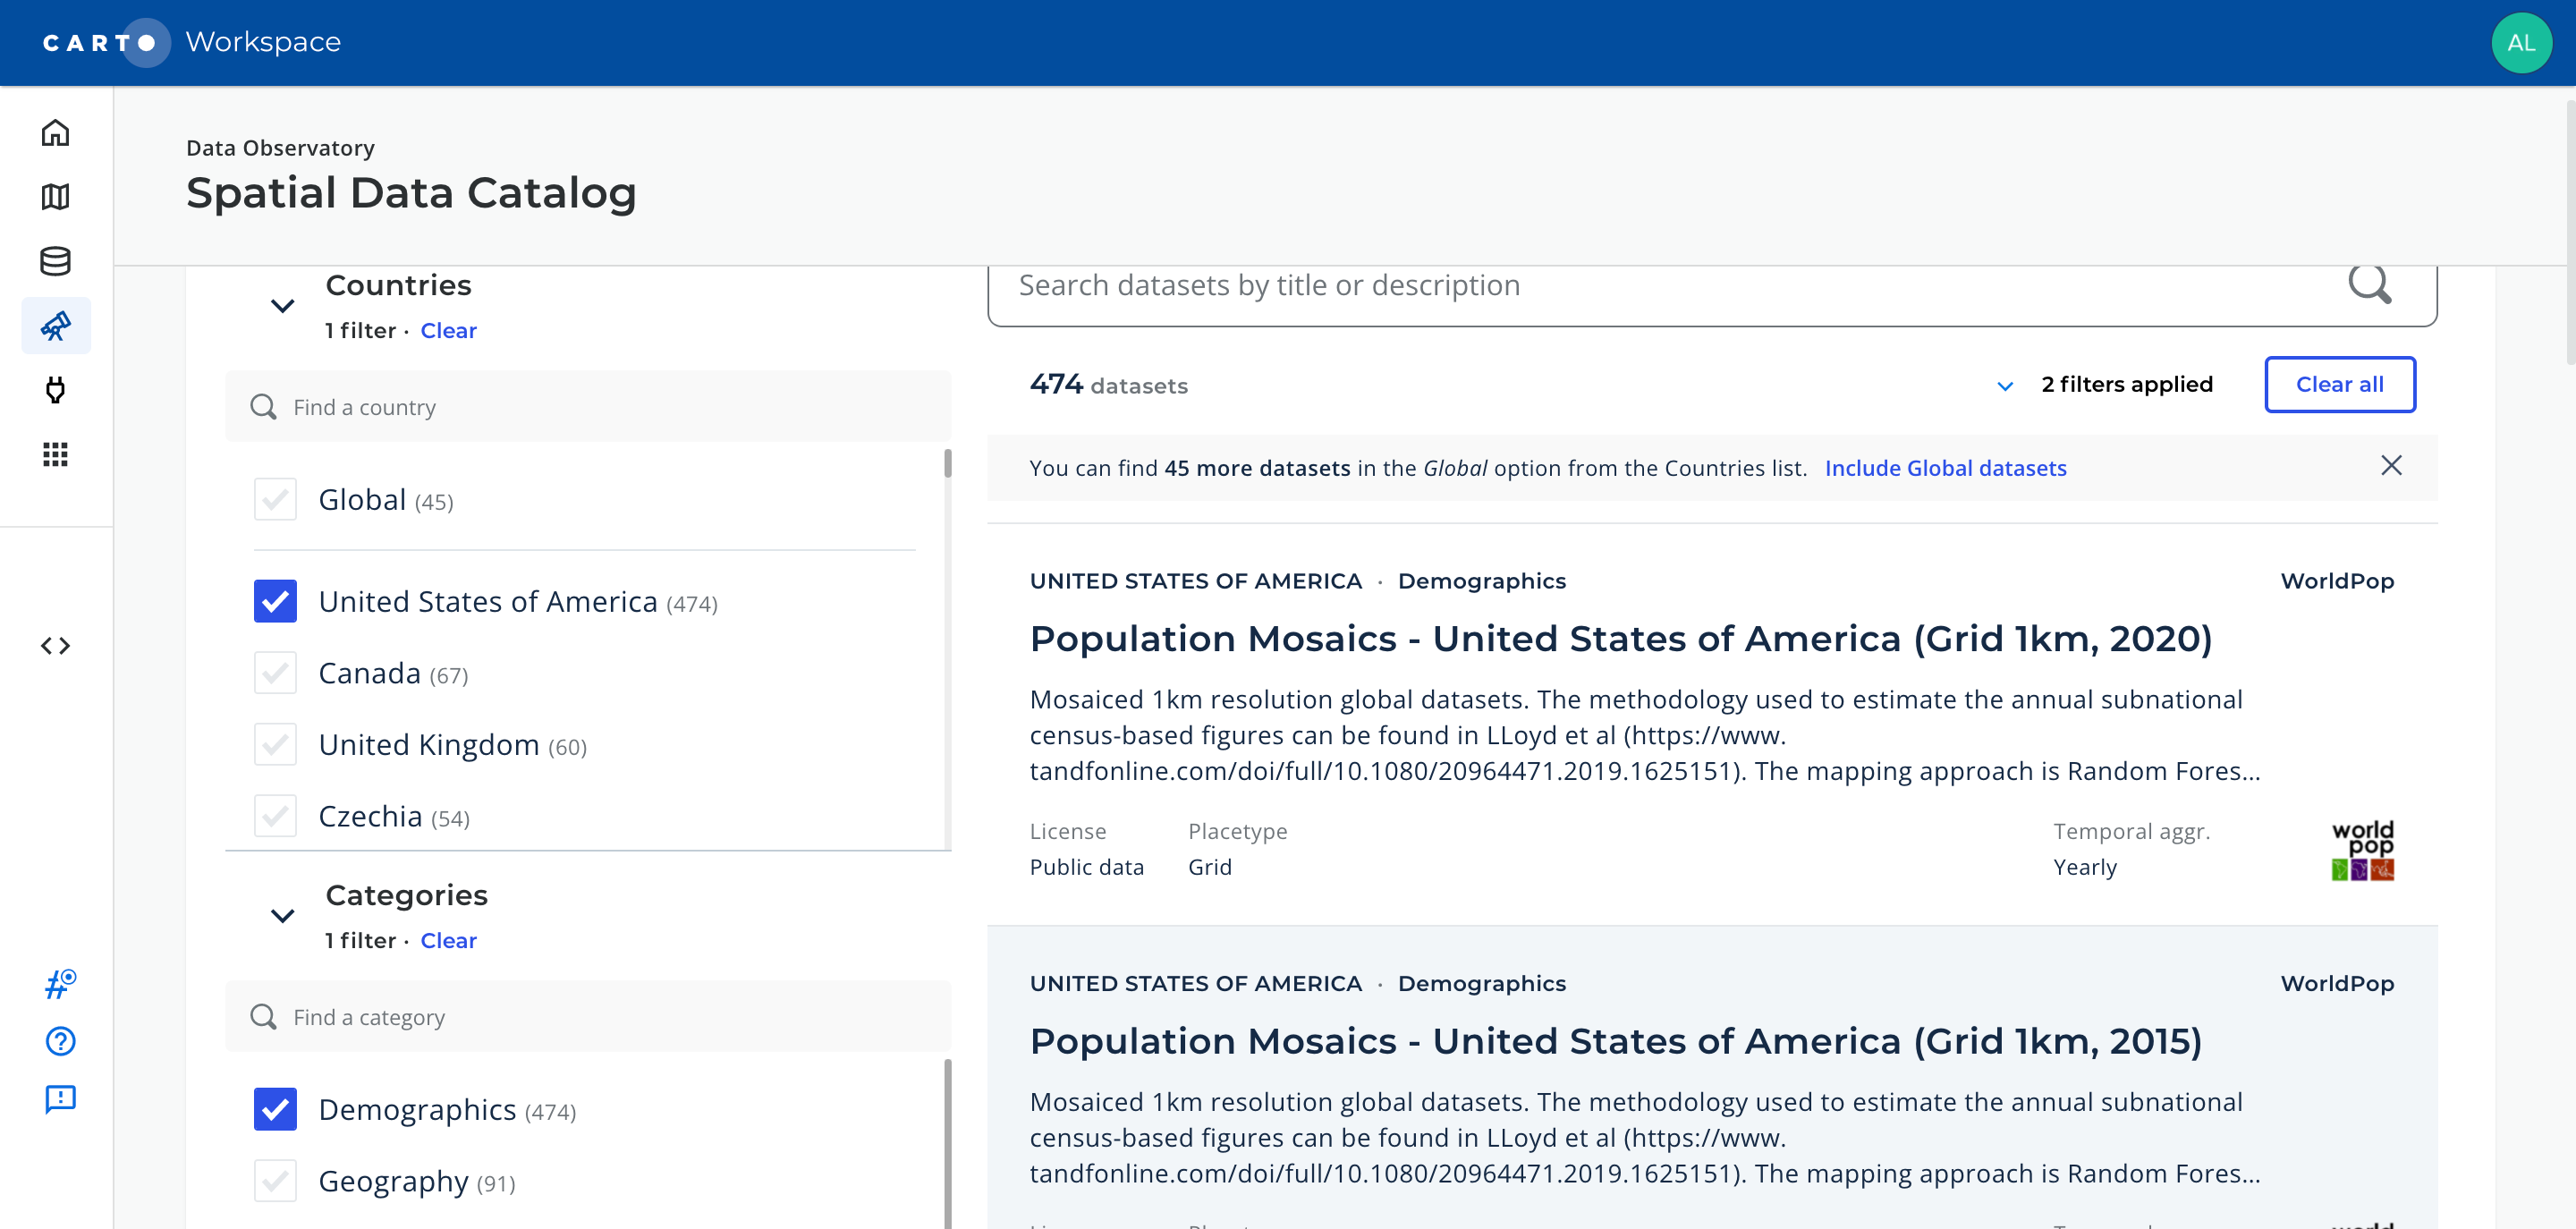 CARTO Workspace
AL
Data Observatory
Spatial Data Catalog
Countries
1 filter · Clear
Find a country
Global (45)
United States of America (474)
Canada (67)
United Kingdom (60)
Czechia (54)
Categories
1 filter · Clear
Find a category
Demographics (474)
Geography (91)
Search datasets by title or description
474 datasets
2 filters applied
Clear all
You can find 45 more datasets in the Global option from the Countries list. Include Global datasets
UNITED STATES OF AMERICA · Demographics
WorldPop
Population Mosaics - United States of America (Grid 1km, 2020)
Mosaiced 1km resolution global datasets. The methodology used to estimate the annual subnational
census-based figures can be found in LLoyd et al (https://www.
tandfonline.com/doi/full/10.1080/20964471.2019.1625151). The mapping approach is Random Fores...
License
Public data
Placetype
Grid
Temporal aggr.
Yearly
world
pop
UNITED STATES OF AMERICA · Demographics
WorldPop
Population Mosaics - United States of America (Grid 1km, 2015)
Mosaiced 1km resolution global datasets. The methodology used to estimate the annual subnational
census-based figures can be found in LLoyd et al (https://www.
tandfonline.com/doi/full/10.1080/20964471.2019.1625151). The mapping approach is Random Fores...